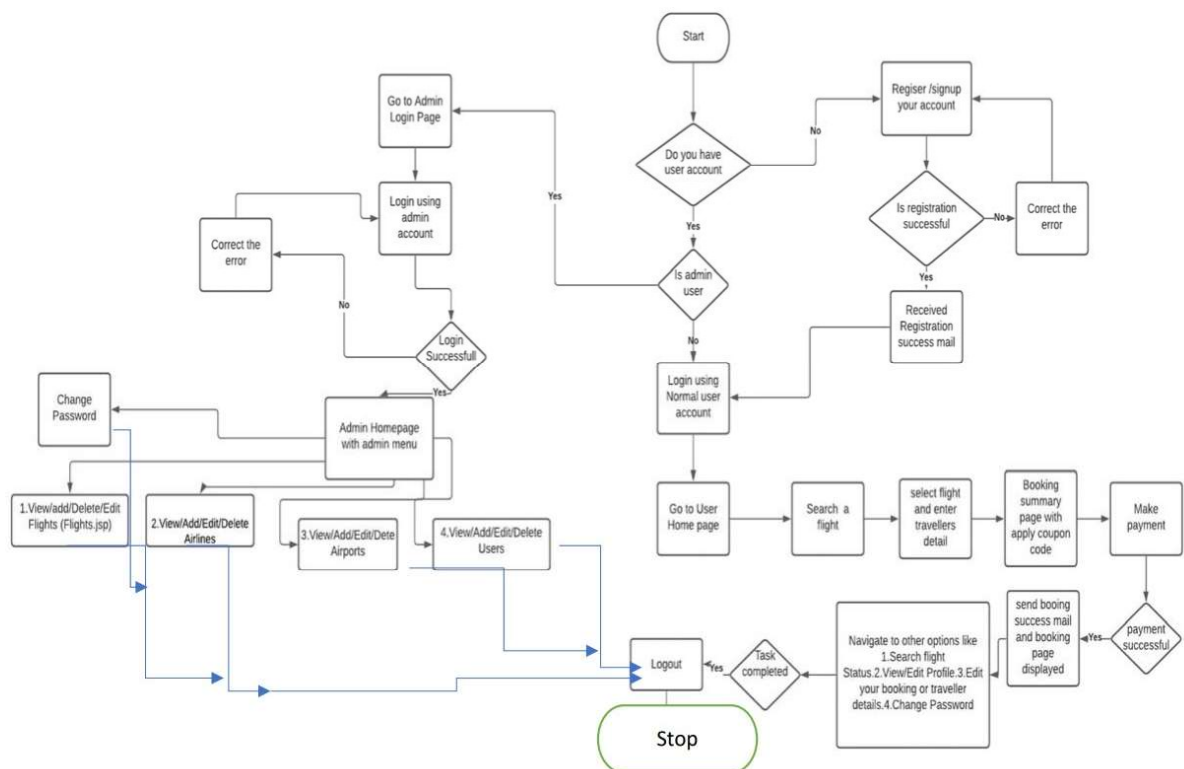 Start
Go to Admin
Login Page
Regiser /signup
your account
No
Do you have
user account
Login using
admin
account
Yes
Is registration
successful
No
Correct the
error
Correct the
error
Yes
Is admin
user
Yes
No
Received
Registration
success mail
Login
Successfull
No
Login using
Normal user
account
Change
Password
Yes
Admin Homepage
with admin menu
1.View/add/Delete/Edit
Flights (Flights.jsp)
2.View/Add/Edit/Delete
Airlines
3.View/Add/Edit/Dete
Airports
4.View/Add/Edit/Delete
Users
Go to User
Home page
Search a
flight
select flight
and enter
travellers
detail
Booking
summary
page with
apply coupon
code
Make
payment
payment
successful
Yes
send booing
success mail
and booking
page
displayed
Navigate to other options like
1.Search flight
Status.2.View/Edit Profile.3.Edit
your booking or traveller
details.4.Change Password
Task
completed
Yes
Logout
Stop